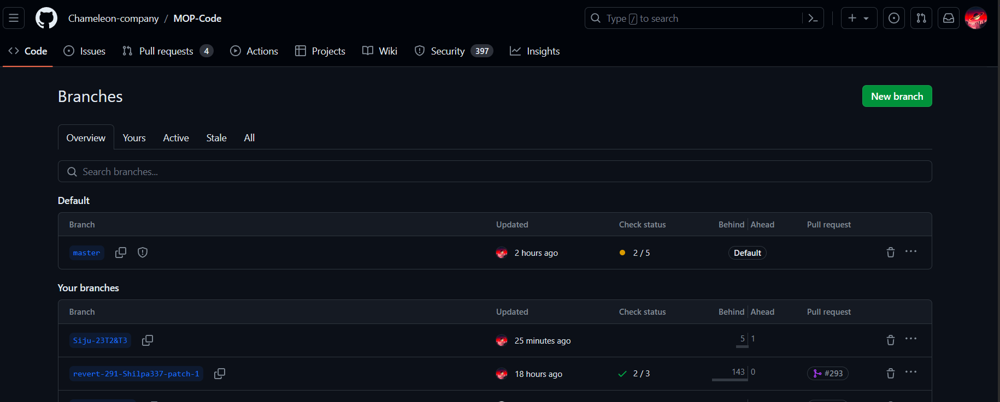 Chameleon-company / MOP-Code
Type / to search
Code Issues Pull requests 4 Actions Projects Wiki Security 397 Insights
Branches
New branch
Overview Yours Active Stale All
Search branches...
Default
Branch Updated Check status Behind Ahead Pull request
master 2 hours ago 2 / 5 Default
Your branches
Branch Updated Check status Behind Ahead Pull request
Siju-23T2&T3 25 minutes ago 5 1
revert-291-Shilpa337-patch-1 18 hours ago 2 / 3 143 0 #293